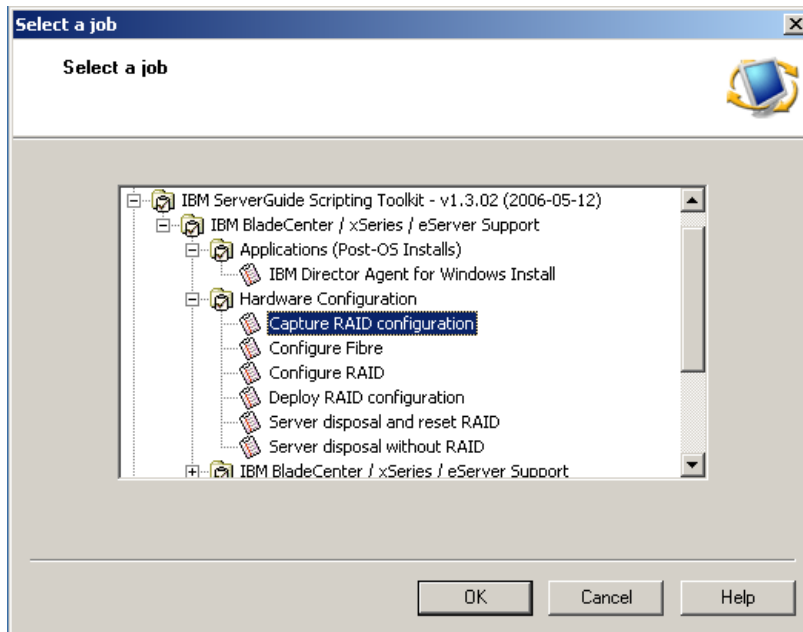 Select a job
Select a job
IBM ServerGuide Scripting Toolkit - v1.3.02 (2006-05-12)
IBM BladeCenter / xSeries / eServer Support
Applications (Post-OS Installs)
IBM Director Agent for Windows Install
Hardware Configuration
Capture RAID configuration
Configure Fibre
Configure RAID
Deploy RAID configuration
Server disposal and reset RAID
Server disposal without RAID
IBM BladeCenter / xSeries / eServer Support
OK Cancel Help